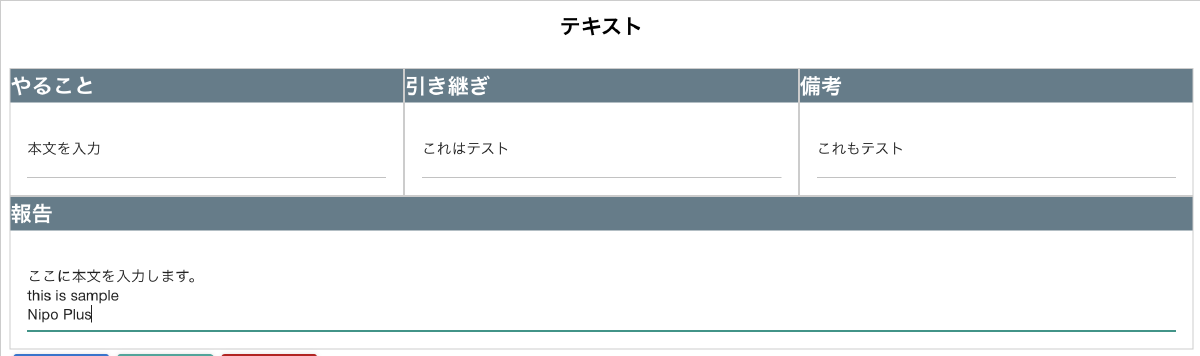 テキスト
やること
引き継ぎ
備考
本文を入力
これはテスト
これもテスト
報告
ここに本文を入力します。
this is sample
Nipo Plus